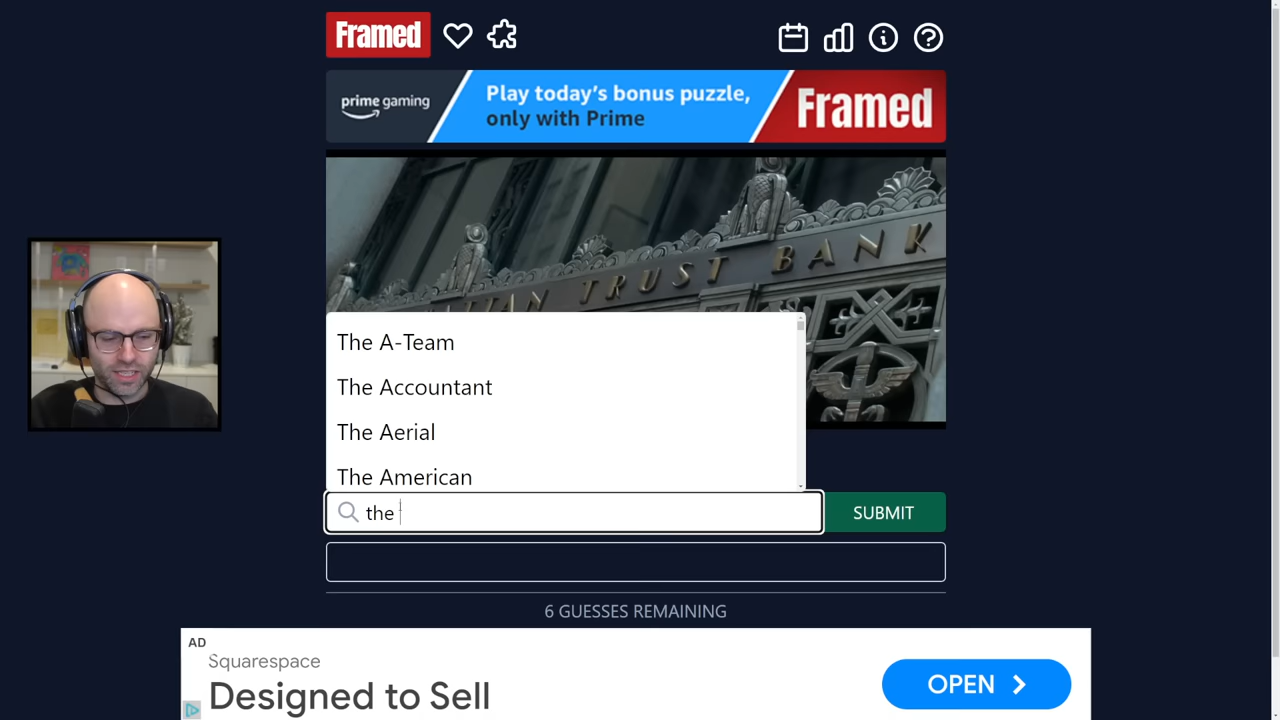 Framed
prime gaming
Play today's bonus puzzle,
only with Prime
Framed
TRUST BANK
The A-Team
The Accountant
The Aerial
The American
the
SUBMIT
6 GUESSES REMAINING
AD
Squarespace
Designed to Sell
OPEN